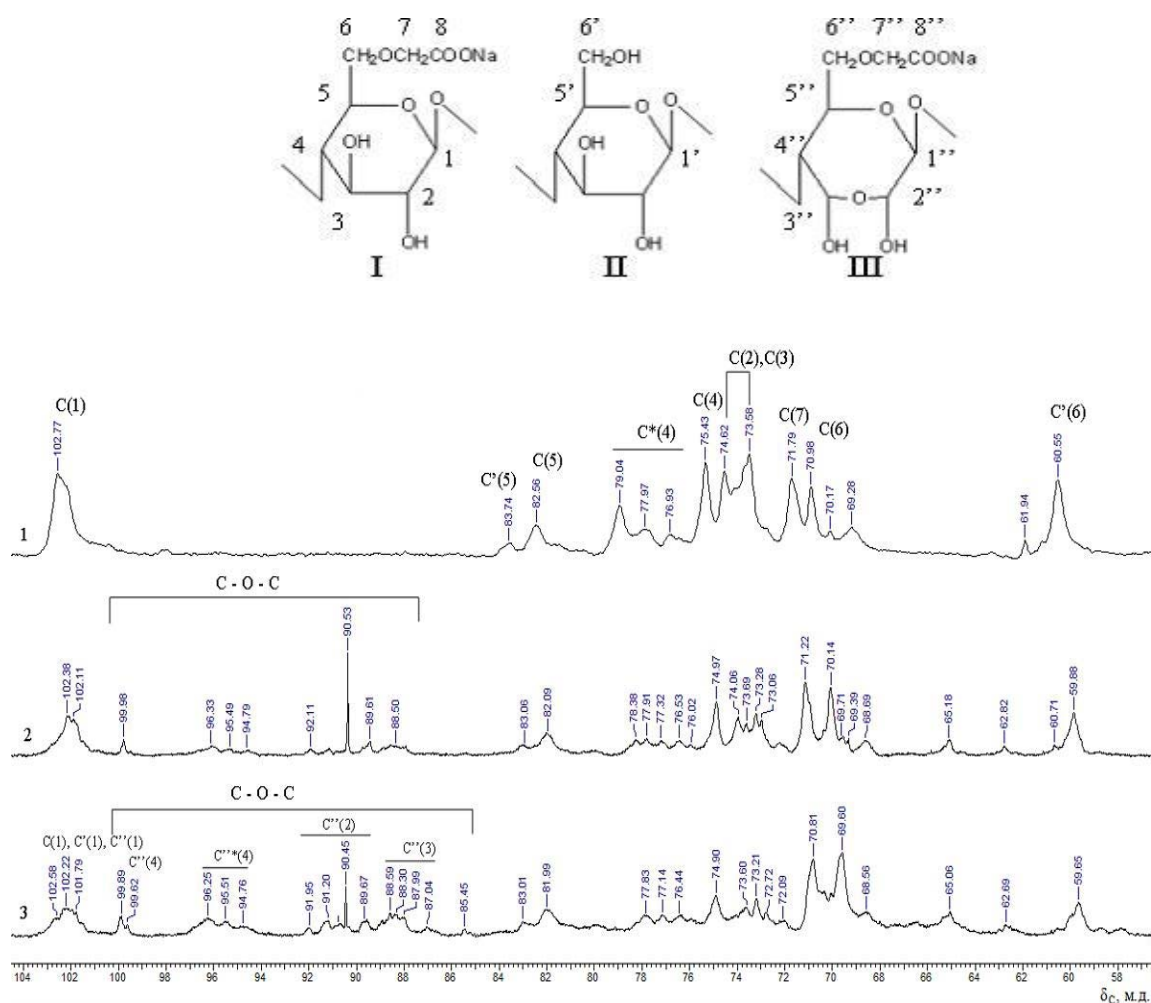 6 7 8
CH₂OCH₂COONa
5
O
O
OH
4
1
2
3
OH
I
6'
CH₂OH
5'
O
O
OH
1'
OH
II
6'' 7'' 8''
CH₂OCH₂COONa
5''
O
O
4''
1''
2''
O
3''
OH
OH
III
C(1)
102.77
C'(5)
83.74
C(5)
82.56
C*(4)
79.04
77.97
76.93
C(4)
75.43
C(2),C(3)
74.62
73.58
C(7)
71.79
C(6)
70.98
70.17
69.28
61.94
C'(6)
60.55
1
C - O - C
102.38
102.11
99.98
96.33
95.49
94.79
92.11
90.53
89.61
88.50
83.06
82.09
78.38
77.91
77.32
76.53
76.02
74.97
74.06
73.69
73.28
73.06
71.22
70.14
69.71
69.39
68.69
65.18
62.82
60.71
59.88
2
C - O - C
C(1), C'(1), C''(1)
102.58
102.22
101.79
C''(4)
99.89
99.62
C''*(4)
96.25
95.51
94.76
C''(2)
91.95
91.20
90.45
89.67
C''(3)
88.59
88.30
87.99
87.04
85.45
83.01
81.99
77.83
77.14
76.44
74.90
73.60
73.21
72.72
72.09
70.81
69.60
68.56
65.06
62.69
59.65
3
104 102 100 98 96 94 92 90 88 86 84 82 80 78 76 74 72 70 68 66 64 62 60 58
δC, м.д.